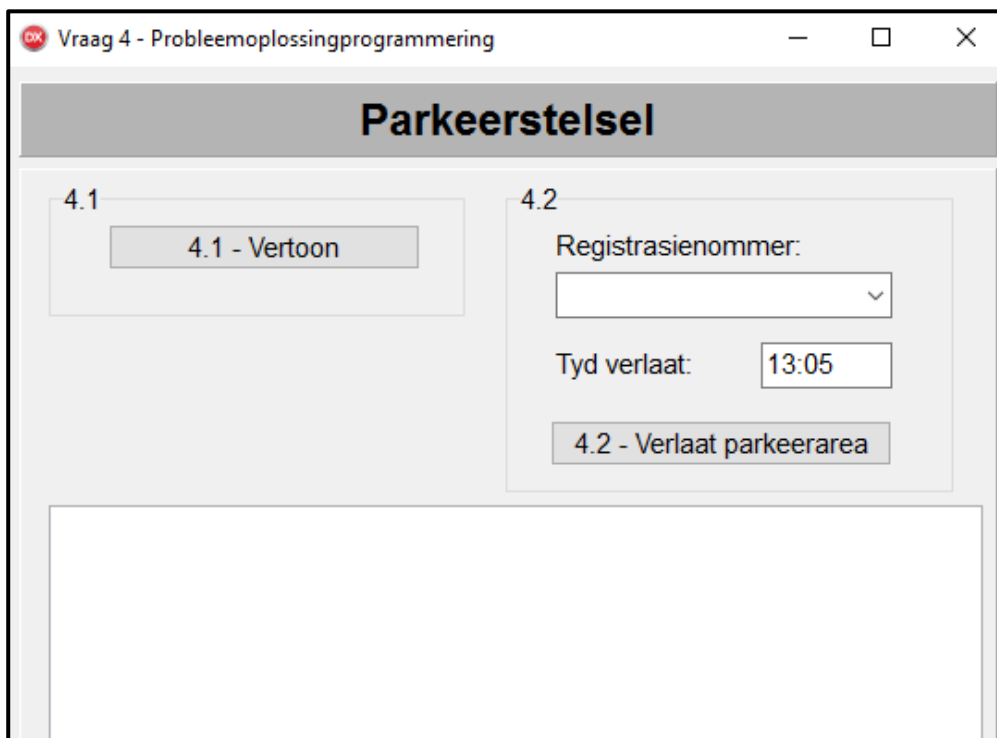 DX Vraag 4 - Probleemoplossingprogrammering
Parkeerstelsel
4.1
4.1 - Vertoon
4.2
Registrasienommer:
Tyd verlaat:
13:05
4.2 - Verlaat parkeerarea